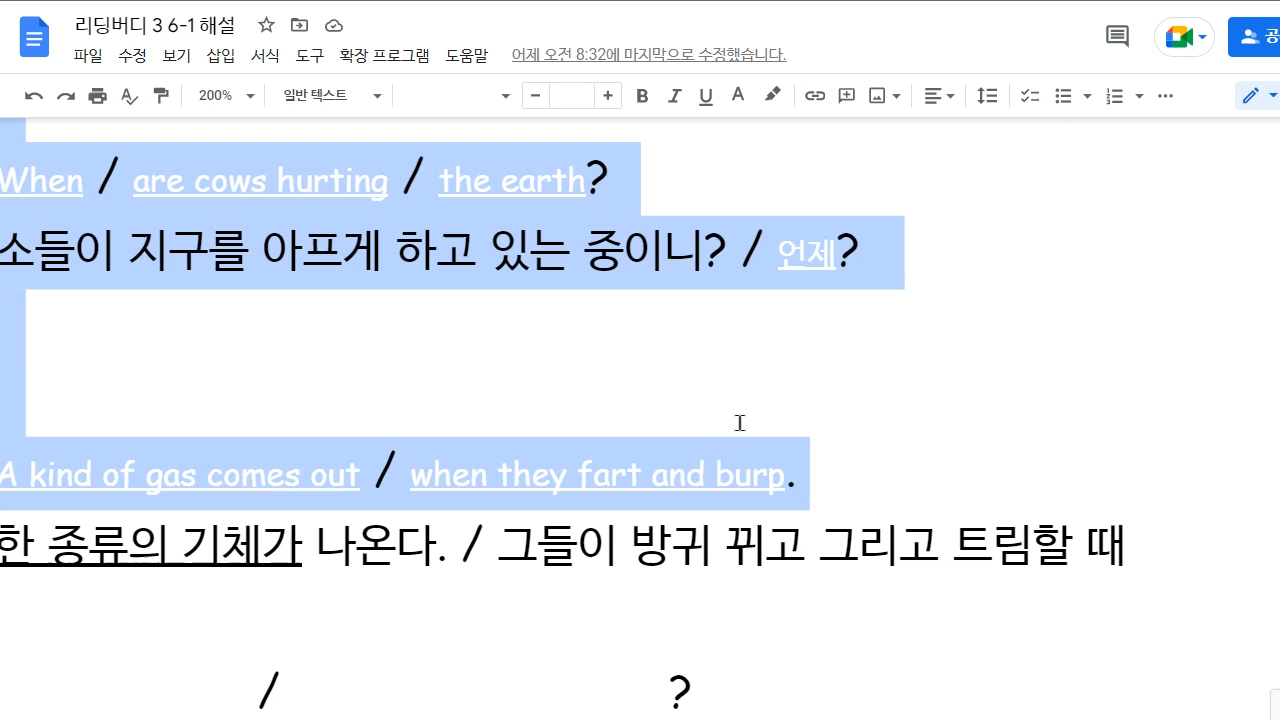 리딩버디 3 6-1 해설
파일 수정 보기 삽입 서식 도구 확장 프로그램 도움말 어제 오전 8:32에 마지막으로 수정했습니다.
공
200% 일반 텍스트 B I U A
When / are cows hurting / the earth?
소들이 지구를 아프게 하고 있는 중이니? / 언제?
A kind of gas comes out / when they fart and burp.
한 종류의 기체가 나온다. / 그들이 방귀 뀌고 그리고 트림할 때
/ ?